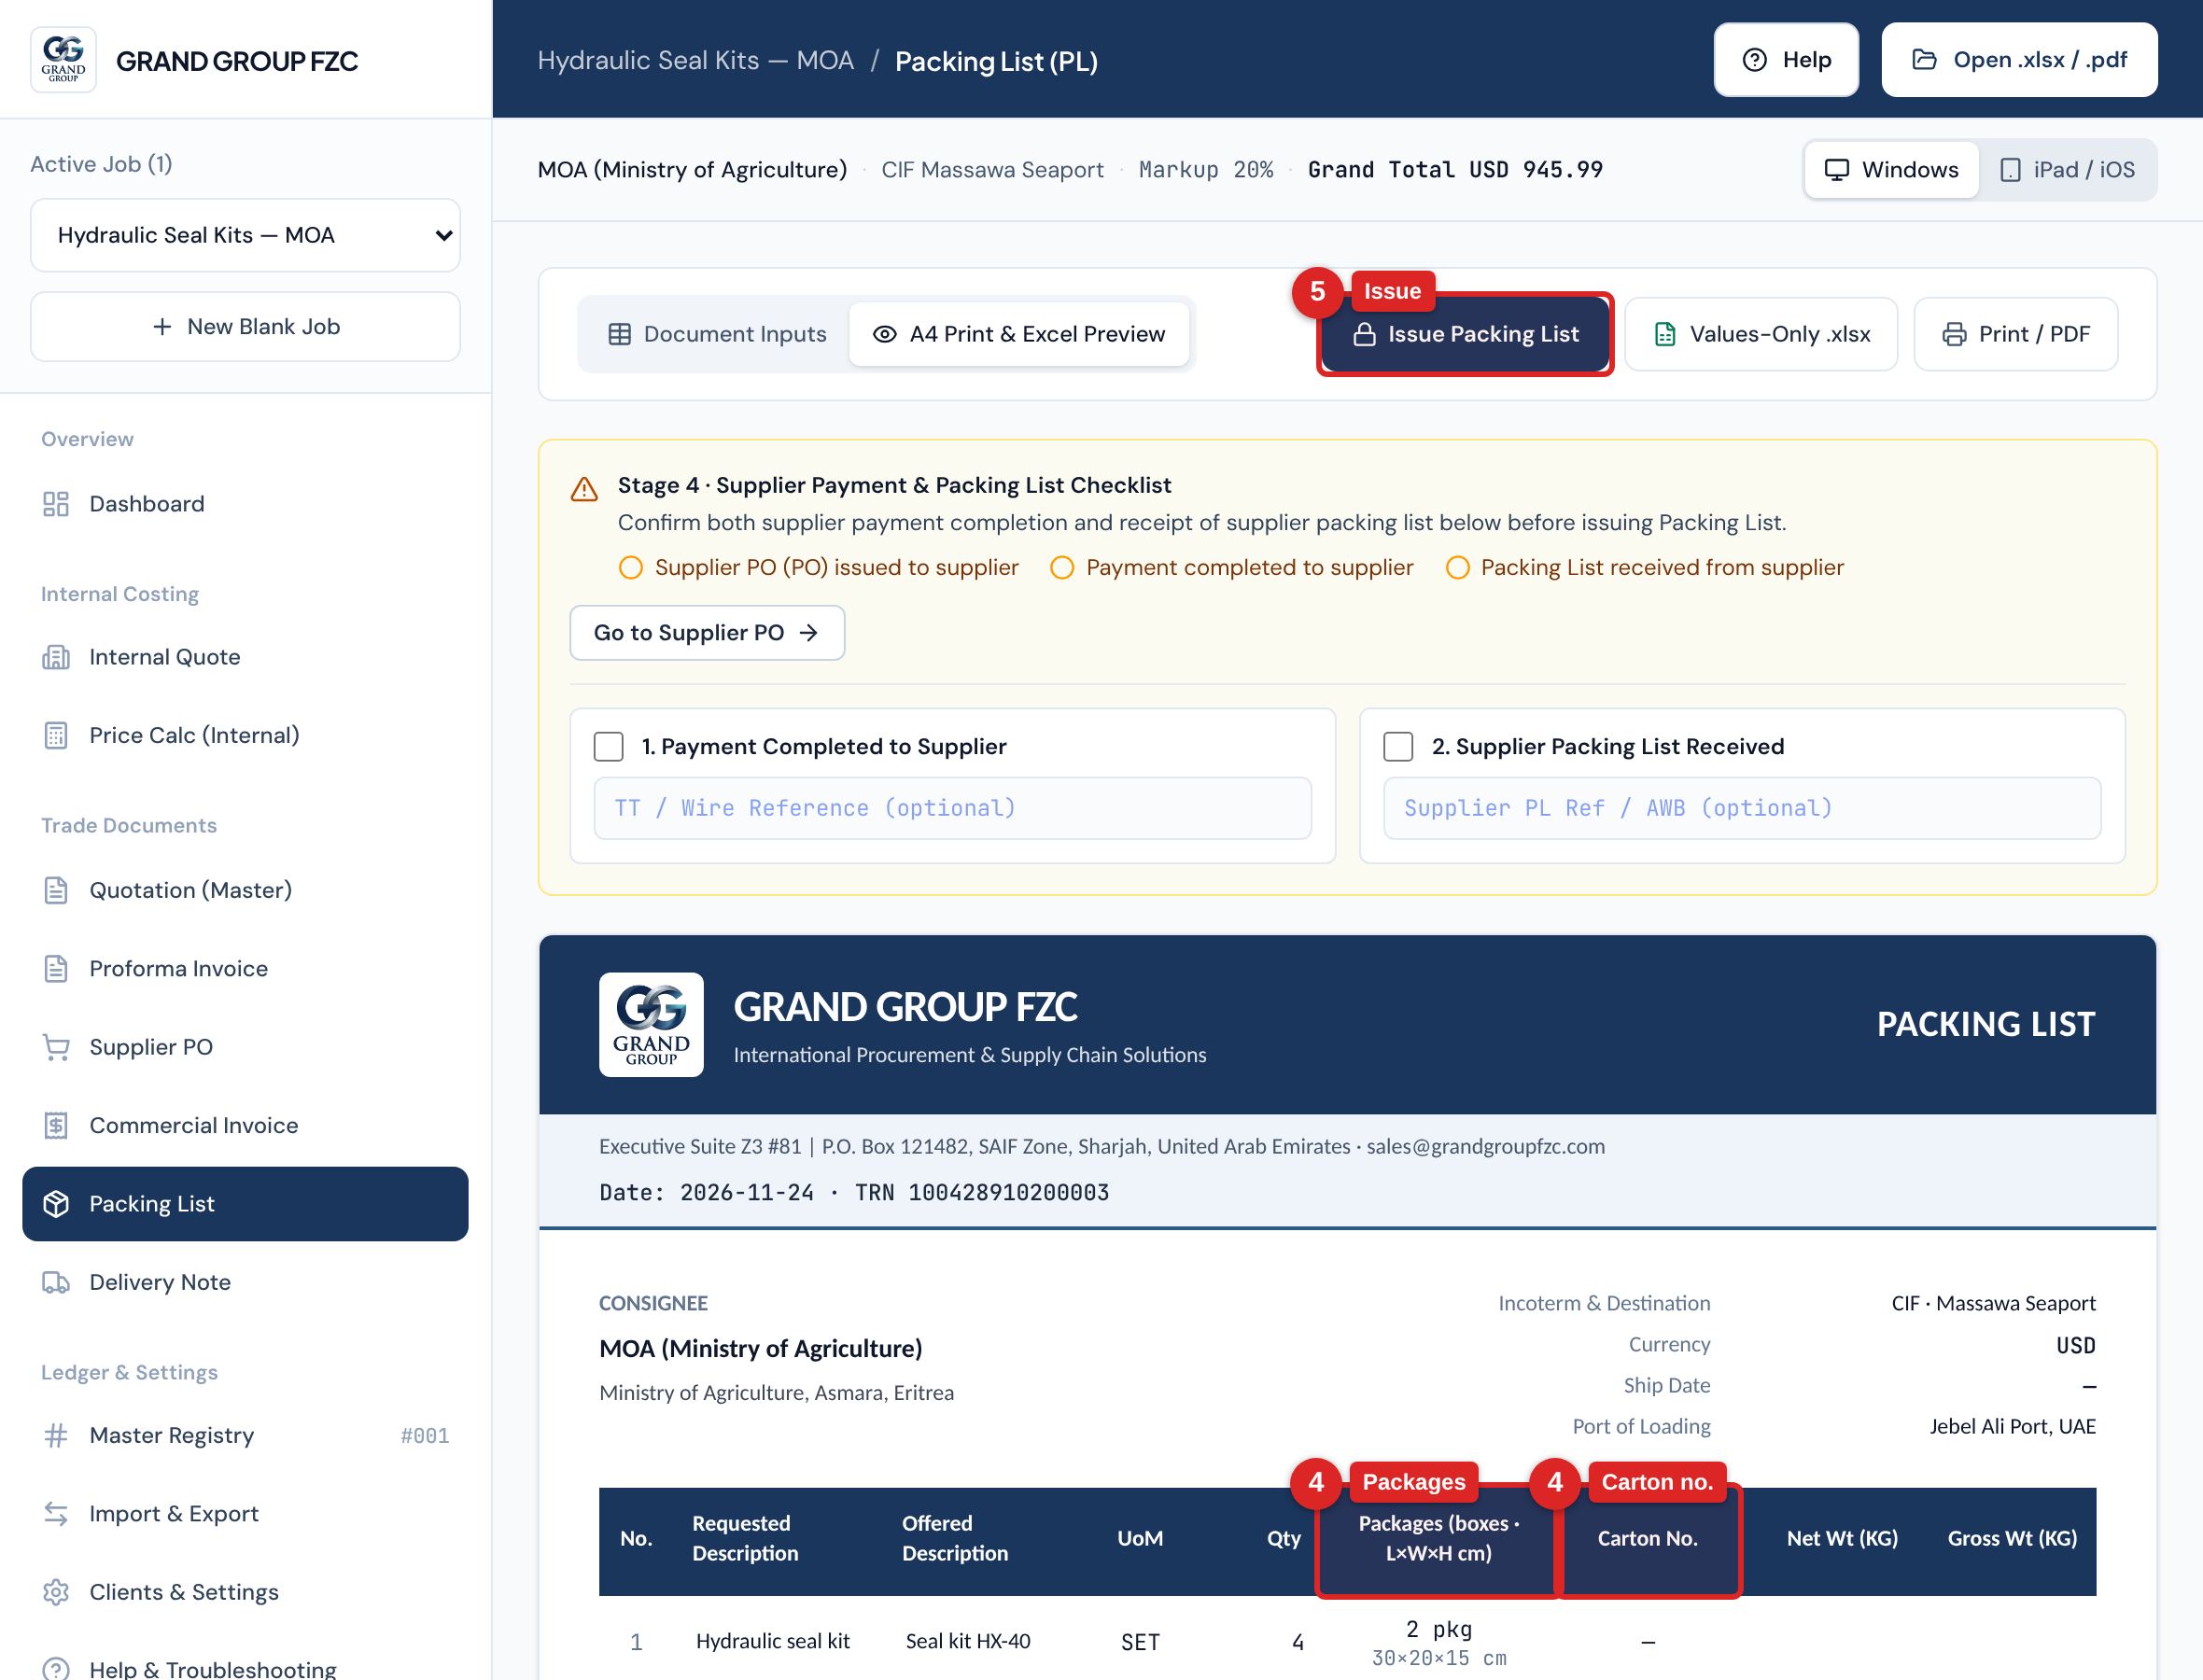 GRAND GROUP
GRAND GROUP FZC
Active Job (1)
Hydraulic Seal Kits — MOA
+ New Blank Job
Overview
Dashboard
Internal Costing
Internal Quote
Price Calc (Internal)
Trade Documents
Quotation (Master)
Proforma Invoice
Supplier PO
Commercial Invoice
Packing List
Delivery Note
Ledger & Settings
Master Registry #001
Import & Export
Clients & Settings
Help & Troubleshooting
Hydraulic Seal Kits — MOA / Packing List (PL)
Help
Open .xlsx / .pdf
MOA (Ministry of Agriculture) · CIF Massawa Seaport · Markup 20% · Grand Total USD 945.99
Windows
iPad / iOS
Document Inputs
A4 Print & Excel Preview
5 Issue
Issue Packing List
Values-Only .xlsx
Print / PDF
Stage 4 · Supplier Payment & Packing List Checklist
Confirm both supplier payment completion and receipt of supplier packing list below before issuing Packing List.
Supplier PO (PO) issued to supplier
Payment completed to supplier
Packing List received from supplier
Go to Supplier PO →
1. Payment Completed to Supplier
TT / Wire Reference (optional)
2. Supplier Packing List Received
Supplier PL Ref / AWB (optional)
GRAND GROUP
GRAND GROUP FZC
International Procurement & Supply Chain Solutions
PACKING LIST
Executive Suite Z3 #81 | P.O. Box 121482, SAIF Zone, Sharjah, United Arab Emirates · sales@grandgroupfzc.com
Date: 2026-11-24 · TRN 100428910200003
CONSIGNEE
MOA (Ministry of Agriculture)
Ministry of Agriculture, Asmara, Eritrea
Incoterm & Destination CIF · Massawa Seaport
Currency USD
Ship Date —
Port of Loading Jebel Ali Port, UAE
4 Packages
4 Carton no.
No.
Requested Description
Offered Description
UoM
Qty
Packages (boxes · L×W×H cm)
Carton No.
Net Wt (KG)
Gross Wt (KG)
1 Hydraulic seal kit Seal kit HX-40 SET 4 2 pkg —
30×20×15 cm